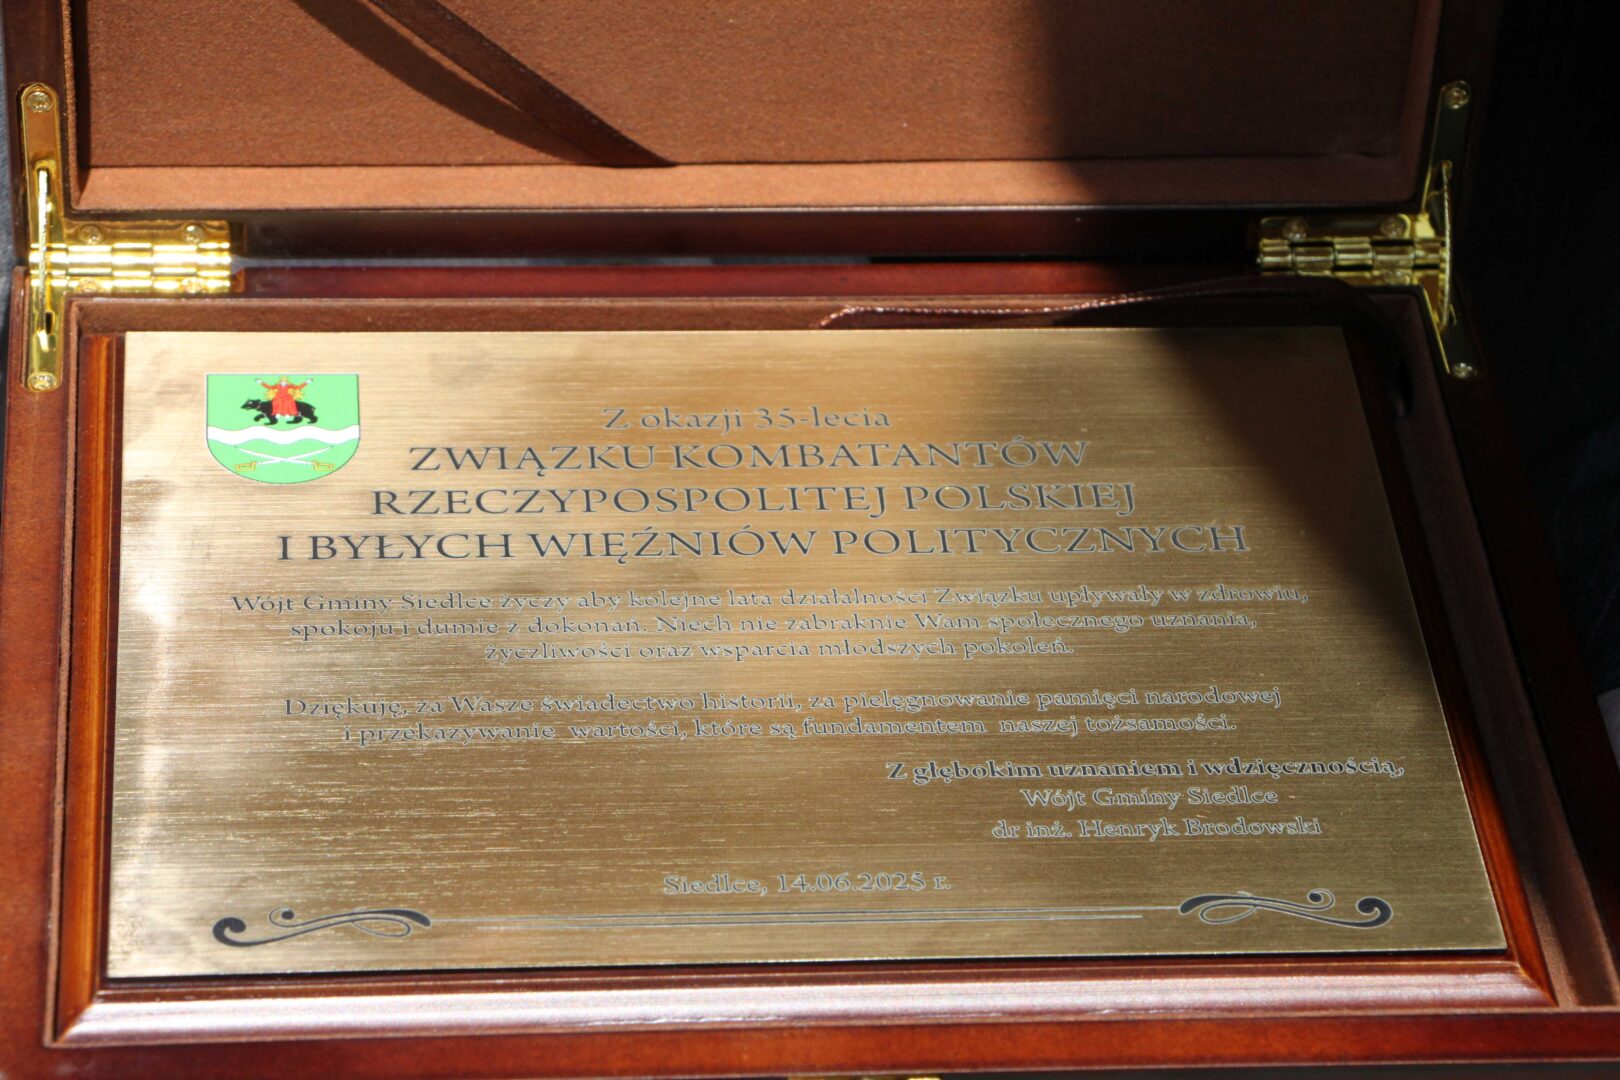 Z okazji 35-lecia
ZWIĄZKU KOMBATANTÓW
RZECZYPOSPOLITEJ POLSKIEJ
I BYŁYCH WIĘŹNIÓW POLITYCZNYCH
Wójt Gminy Siedlce życzy aby kolejne lata działalności Związku upływały w zdrowiu,
spokoju i dumie z dokonań. Niech nie zabraknie Wam społecznego uznania,
życzliwości oraz wsparcia młodszych pokoleń.
Dziękuję, za Wasze świadectwo historii, za pielęgnowanie pamięci narodowej
i przekazywanie wartości, które są fundamentem naszej tożsamości.
Z głębokim uznaniem i wdzięcznością,
Wójt Gminy Siedlce
dr inż. Henryk Brodowski
Siedlce, 14.06.2025 r.